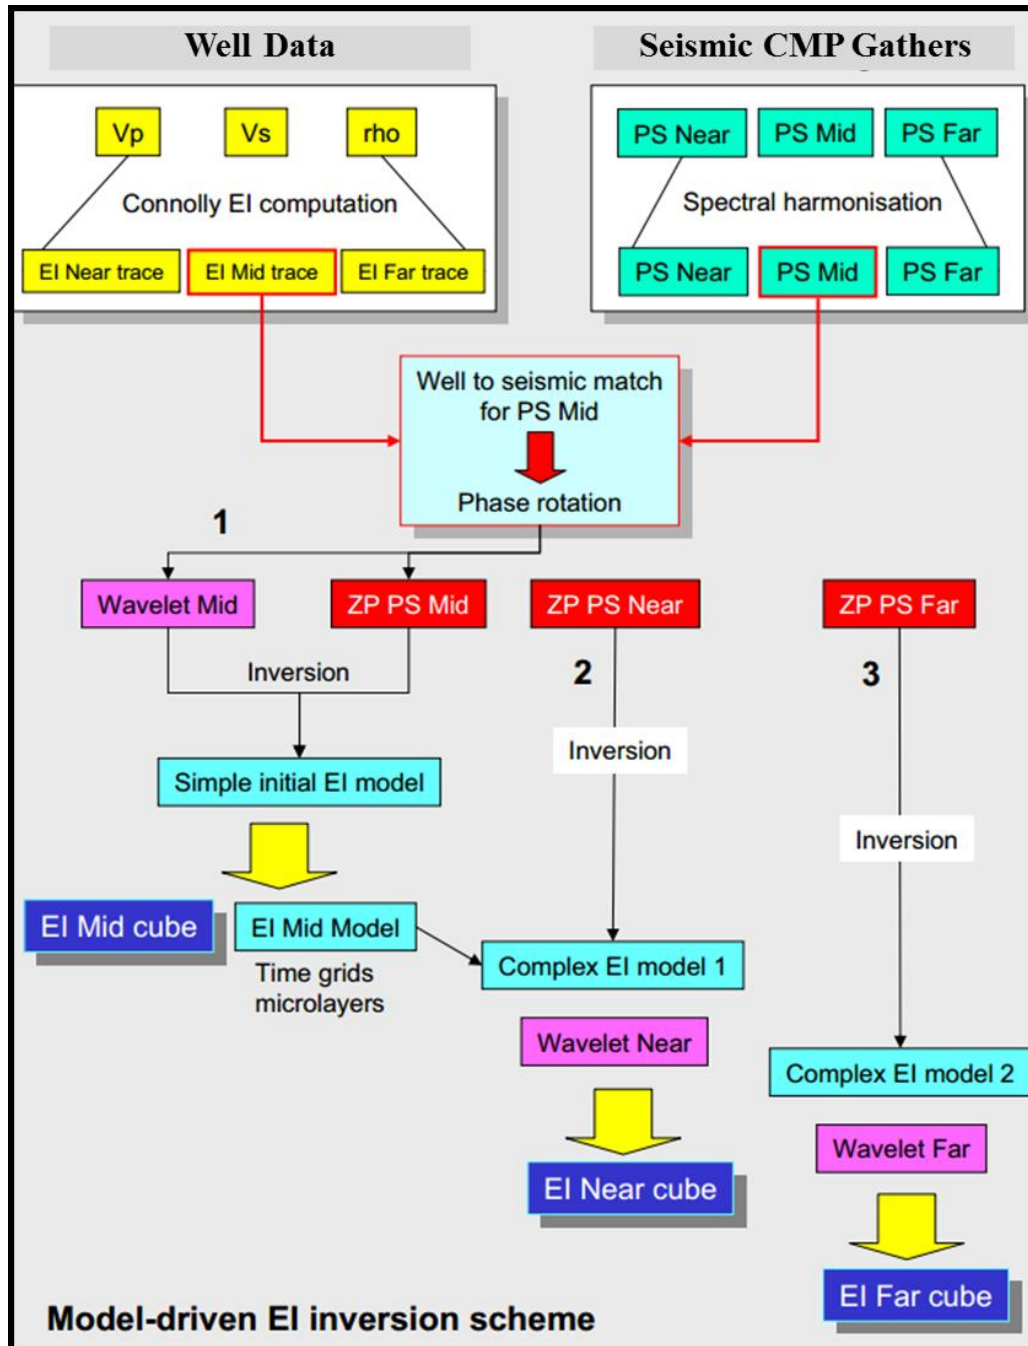 Well Data
Seismic CMP Gathers
Vp
Vs
rho
Connolly EI computation
EI Near trace
EI Mid trace
EI Far trace
PS Near
PS Mid
PS Far
Spectral harmonisation
PS Near
PS Mid
PS Far
Well to seismic match
for PS Mid
Phase rotation
1
Wavelet Mid
ZP PS Mid
ZP PS Near
ZP PS Far
Inversion
2
3
Inversion
Simple initial EI model
Inversion
EI Mid cube
EI Mid Model
Time grids
microlayers
Complex EI model 1
Wavelet Near
Complex EI model 2
Wavelet Far
EI Near cube
EI Far cube
Model-driven EI inversion scheme